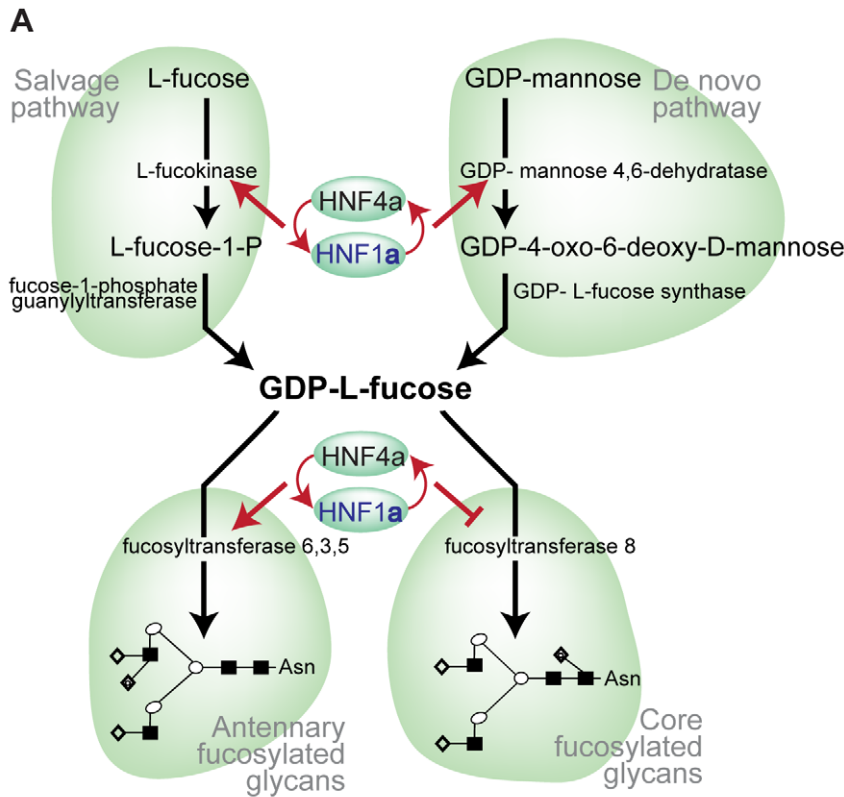 A
Salvage
pathway
L-fucose
L-fucokinase
L-fucose-1-P
fucose-1-phosphate
guanylyltransferase
GDP-mannose
De novo
pathway
GDP- mannose 4,6-dehydratase
GDP-4-oxo-6-deoxy-D-mannose
GDP- L-fucose synthase
HNF4a
HNF1a
GDP-L-fucose
HNF4a
HNF1a
fucosyltransferase 6,3,5
Asn
Antennary
fucosylated
glycans
fucosyltransferase 8
Asn
Core
fucosylated
glycans